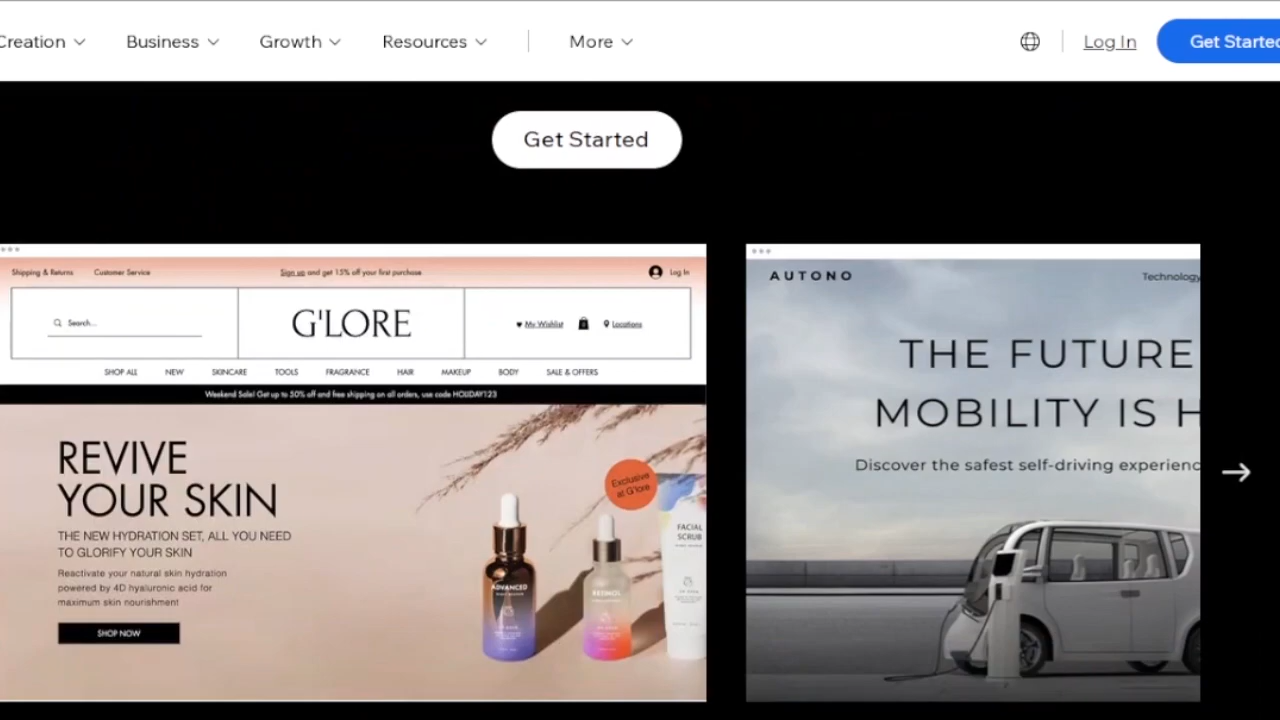 Creation Business Growth Resources More Log In Get Started
Get Started
Shipping & Returns Customer Service Sign up and get 15% off your first purchase Log In
Search... G'LORE My Wishlist Locations
SHOP ALL NEW SKINCARE TOOLS FRAGRANCE HAIR MAKEUP BODY SALE & OFFERS
Weekend Sale! Get up to 50% off and free shipping on all orders, use code HOLIDAY123
REVIVE
YOUR SKIN
THE NEW HYDRATION SET, ALL YOU NEED
TO GLORIFY YOUR SKIN
Reactivate your natural skin hydration
powered by 4D hyaluronic acid for
maximum skin nourishment
SHOP NOW
Exclusive
at G'lore
ADVANCED
RETINOL
FACIAL
SCRUB
AUTONO Technology
THE FUTURE
MOBILITY IS H
Discover the safest self-driving experienc